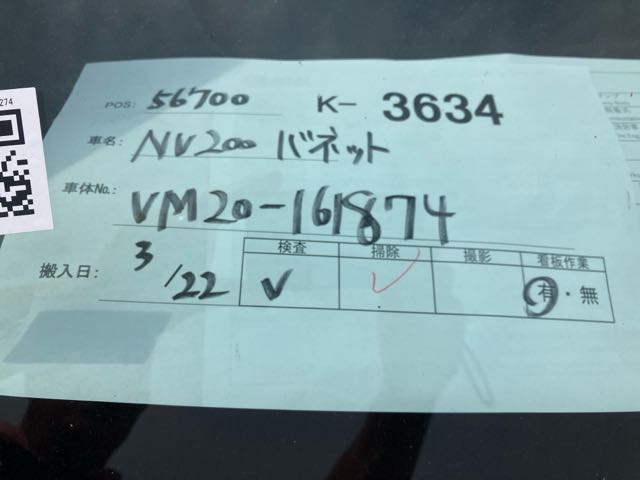 274
POS: 56700 K- 3634
車名: NV200 バネット
車体No.: VM20-161874
搬入日: 3/22
検査 掃除 撮影 看板作業
V ✓ 有・無